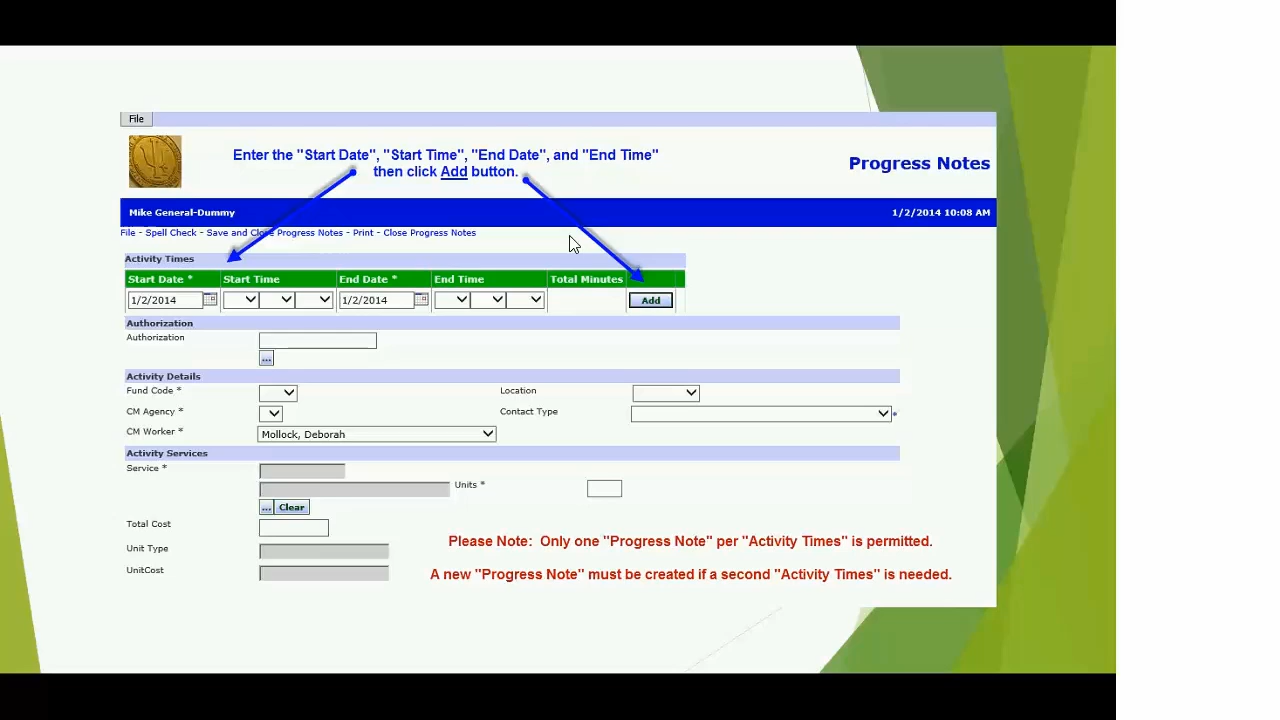 File
Enter the "Start Date", "Start Time", "End Date", and "End Time"
then click Add button.
Progress Notes
Mike General-Dummy 1/2/2014 10:08 AM
File - Spell Check - Save and Close Progress Notes - Print - Close Progress Notes
Activity Times
Start Date * Start Time End Date * End Time Total Minutes
1/2/2014 1/2/2014 Add
Authorization
Authorization
...
Activity Details
Fund Code * Location
CM Agency * Contact Type *
CM Worker * Mollock, Deborah
Activity Services
Service *
Units *
... Clear
Total Cost
Please Note: Only one "Progress Note" per "Activity Times" is permitted.
Unit Type
UnitCost
A new "Progress Note" must be created if a second "Activity Times" is needed.